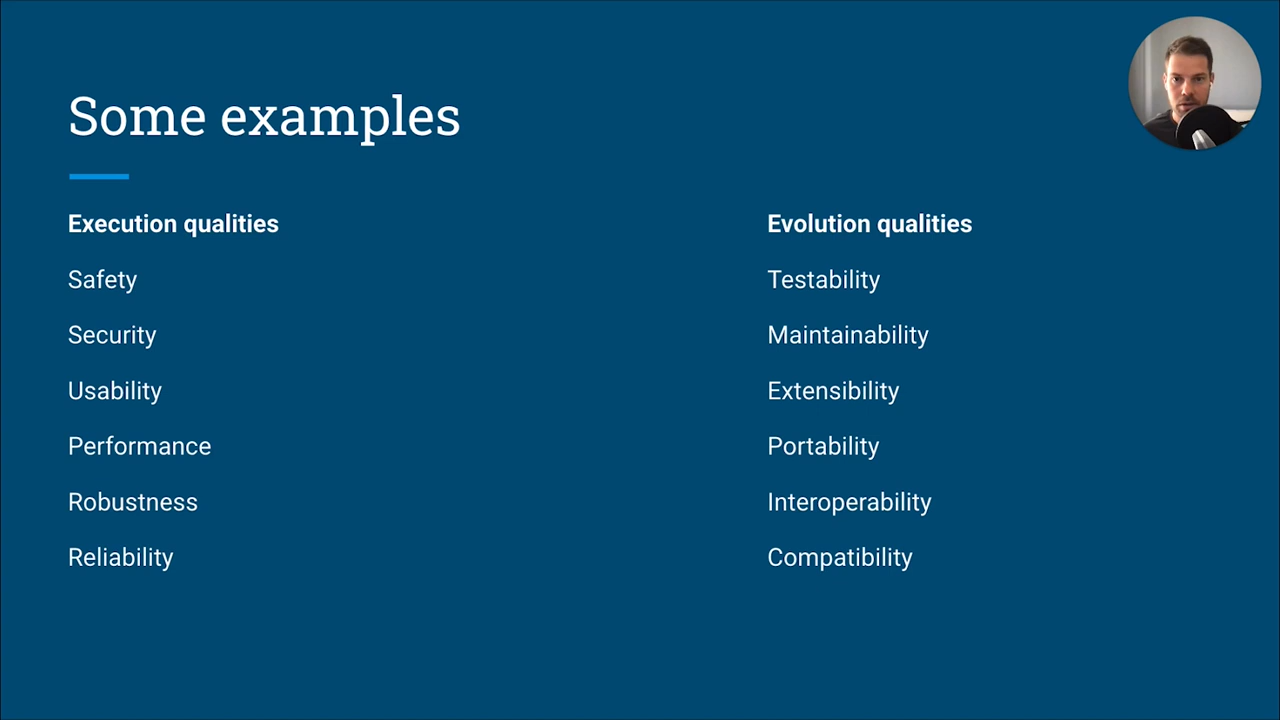 Some examples
Execution qualities
Safety
Security
Usability
Performance
Robustness
Reliability
Evolution qualities
Testability
Maintainability
Extensibility
Portability
Interoperability
Compatibility